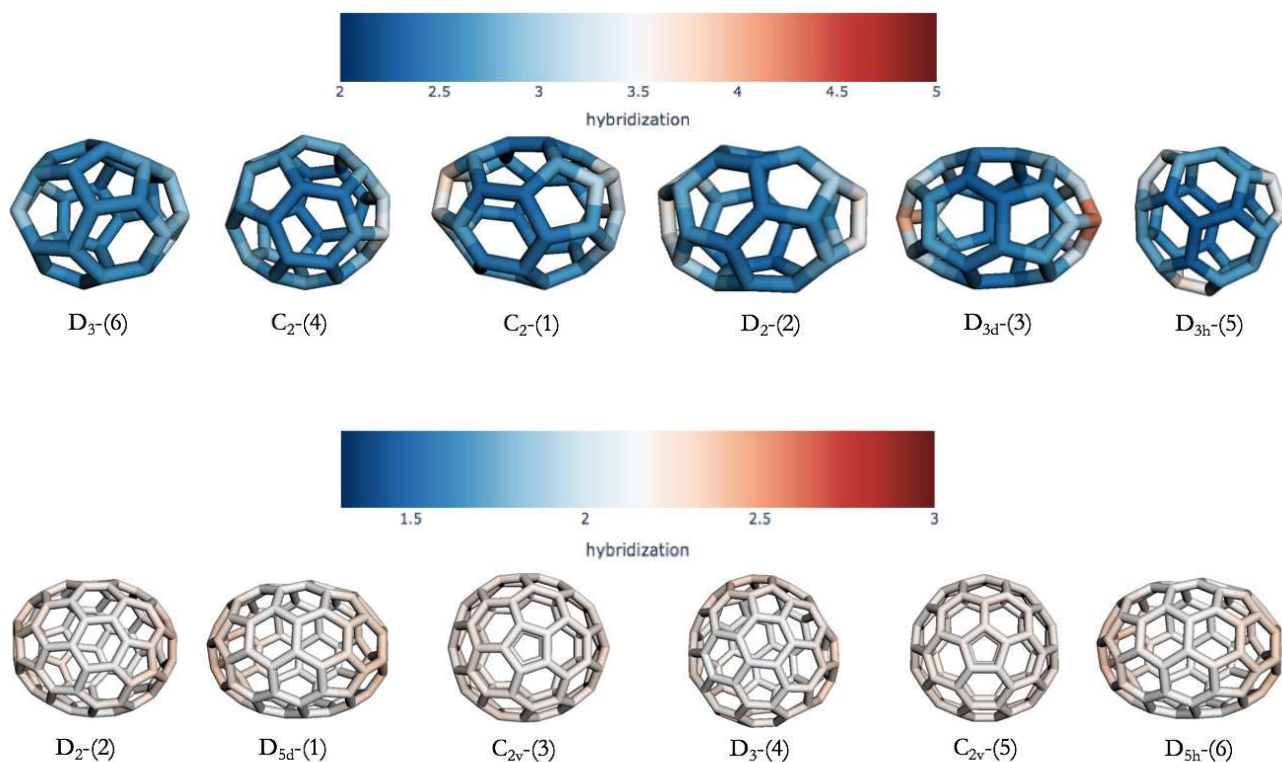 2 2.5 3 3.5 4 4.5 5
hybridization
D₃-(6) C₂-(4) C₂-(1) D₂-(2) D₃d-(3) D₃h-(5)
1.5 2 2.5 3
hybridization
D₂-(2) D₅d-(1) C₂v-(3) D₃-(4) C₂v-(5) D₅h-(6)